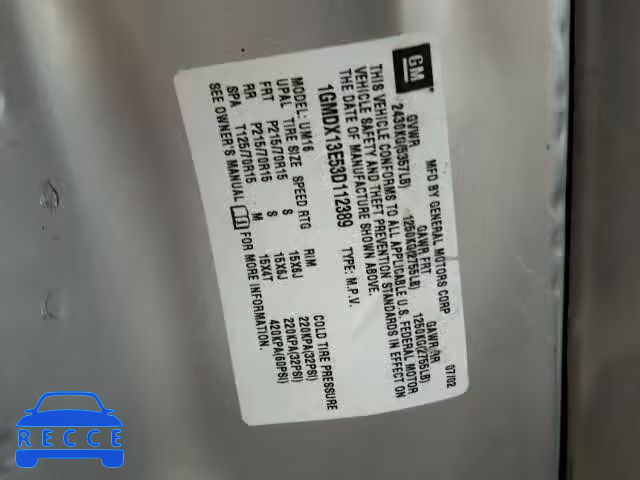 GM
MFD BY GENERAL MOTORS CORP 07/02
GVWR GAWR FRT GAWR RR
2430KG(5357LB) 1250KG(2755LB) 1250KG(2755LB)
THIS VEHICLE CONFORMS TO ALL APPLICABLE U.S. FEDERAL MOTOR
VEHICLE SAFETY AND THEFT PREVENTION STANDARDS IN EFFECT ON
THE DATE OF MANUFACTURE SHOWN ABOVE.
1GMDX13E53D112389 TYPE: M.P.V.
MODEL: UM16
UPAL TIRE SIZE SPEED RTG RIM COLD TIRE PRESSURE
FRT P215/70R15 S 15X6J 220KPA(32PSI)
RR P215/70R15 S 15X6J 220KPA(32PSI)
SPA T125/70R15 M 15X4T 420KPA(60PSI)
SEE OWNER'S MANUAL FOR MORE INFORMATION.
RECCE